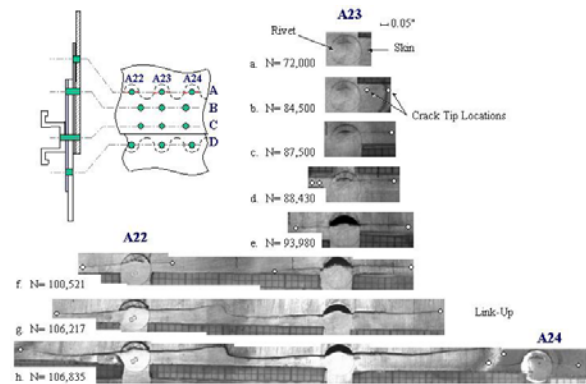 A23
0.05"
Rivet
Skin
A22 A23 A24
A
B
C
D
a. N= 72,000
b. N= 84,500
Crack Tip Locations
c. N= 87,500
d. N= 88,430
A22
e. N= 93,980
f. N= 100,521
g. N= 106,217
Link-Up
A24
h. N= 106,835